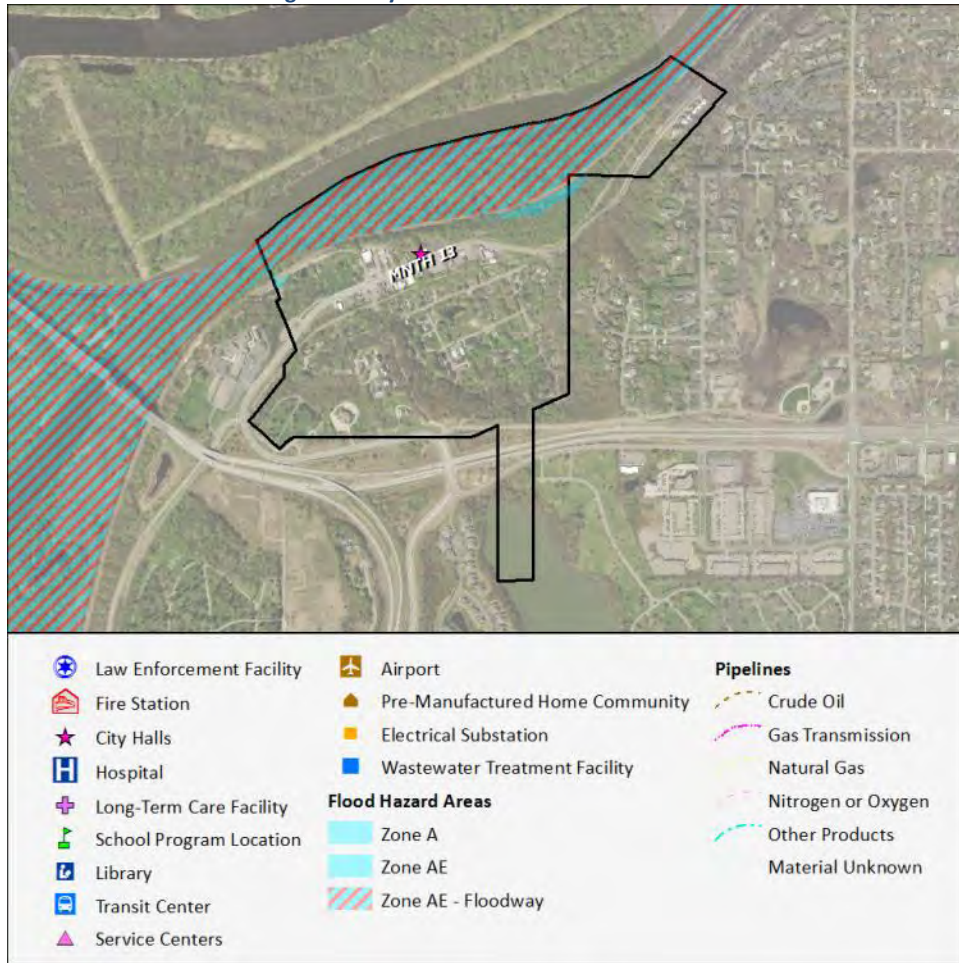 MNTH 13
Law Enforcement Facility
Fire Station
City Halls
H Hospital
Long-Term Care Facility
School Program Location
Library
Transit Center
Service Centers
Airport
Pre-Manufactured Home Community
Electrical Substation
Wastewater Treatment Facility
Flood Hazard Areas
Zone A
Zone AE
Zone AE - Floodway
Pipelines
Crude Oil
Gas Transmission
Natural Gas
Nitrogen or Oxygen
Other Products
Material Unknown